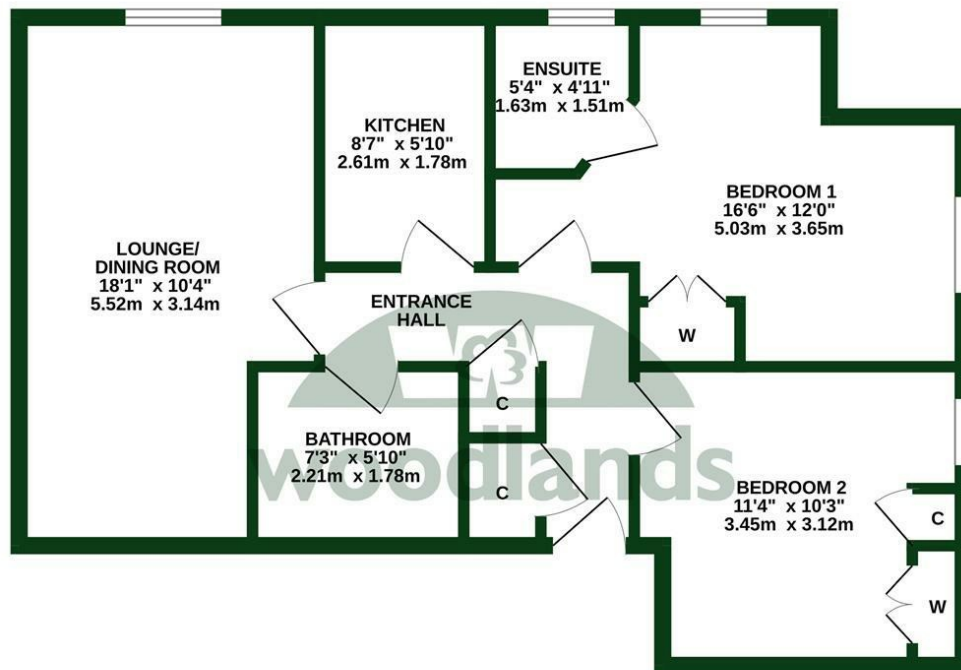 ENSUITE
5'4" x 4'11"
1.63m x 1.51m
KITCHEN
8'7" x 5'10"
2.61m x 1.78m
BEDROOM 1
16'6" x 12'0"
5.03m x 3.65m
LOUNGE/
DINING ROOM
18'1" x 10'4"
5.52m x 3.14m
ENTRANCE
HALL
W
C
BATHROOM
7'3" x 5'10"
2.21m x 1.78m
woodlands
C
BEDROOM 2
11'4" x 10'3"
3.45m x 3.12m
C
W